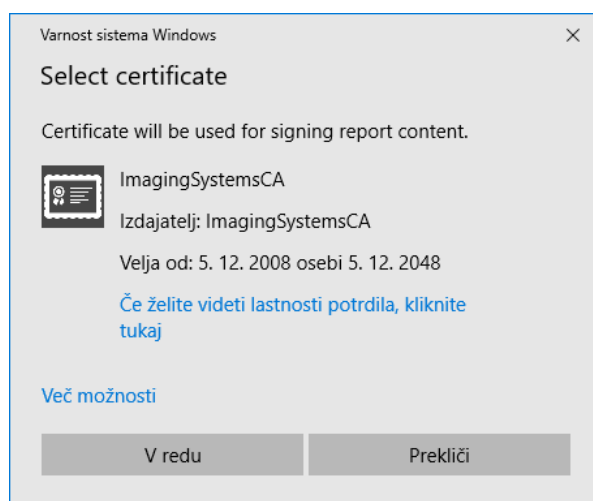 Varnost sistema Windows
Select certificate
Certificate will be used for signing report content.
ImagingSystemsCA
Izdajatelj: ImagingSystemsCA
Velja od: 5. 12. 2008 osebi 5. 12. 2048
Če želite videti lastnosti potrdila, kliknite
tukaj
Več možnosti
V redu
Prekliči